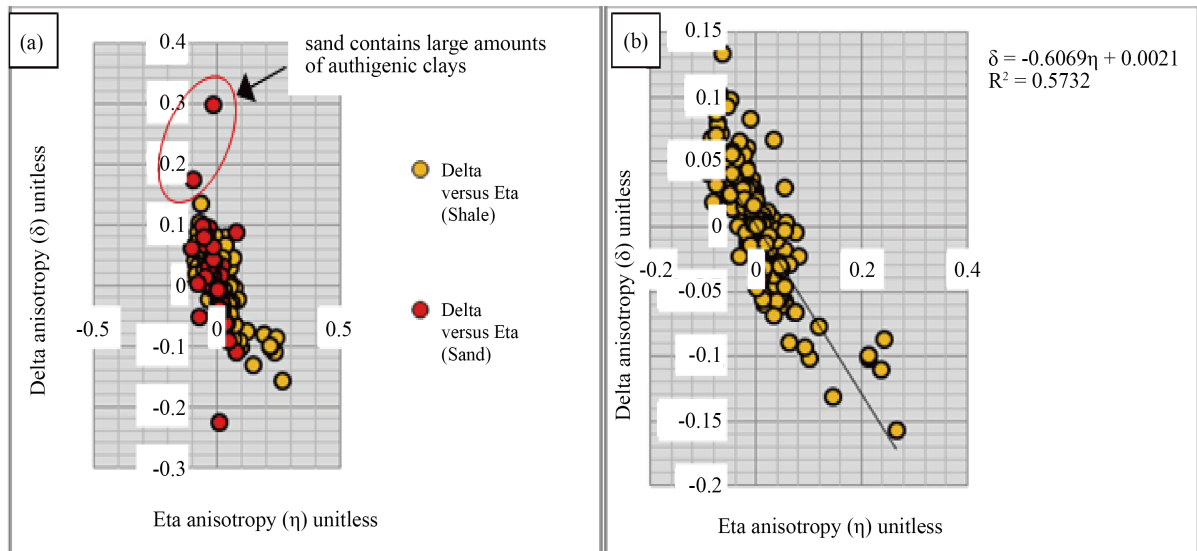 (a)
sand contains large amounts
of authigenic clays
0.4
0.3
0.2
0.1
0
-0.1
-0.2
-0.3
-0.5
0
0.5
Delta anisotropy (δ) unitless
Eta anisotropy (η) unitless
Delta
versus Eta
(Shale)
Delta
versus Eta
(Sand)
(b)
0.15
0.1
0.05
0
-0.05
-0.1
-0.15
-0.2
-0.2
0
0.2
0.4
Delta anisotropy (δ) unitless
Eta anisotropy (η) unitless
δ = -0.6069η + 0.0021
R² = 0.5732